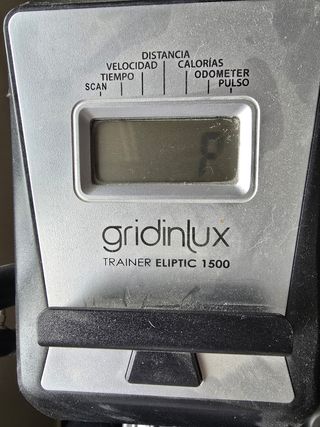 DISTANCIA
VELOCIDAD CALORÍAS
TIEMPO ODOMETER
SCAN PULSO
P
gridinlux
TRAINER ELIPTIC 1500